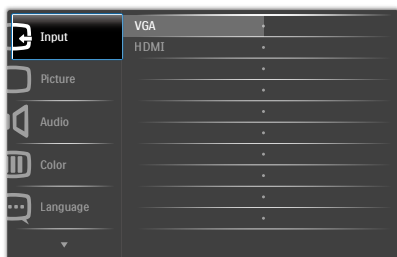 Input
VGA
HDMI
Picture
Audio
Color
Language